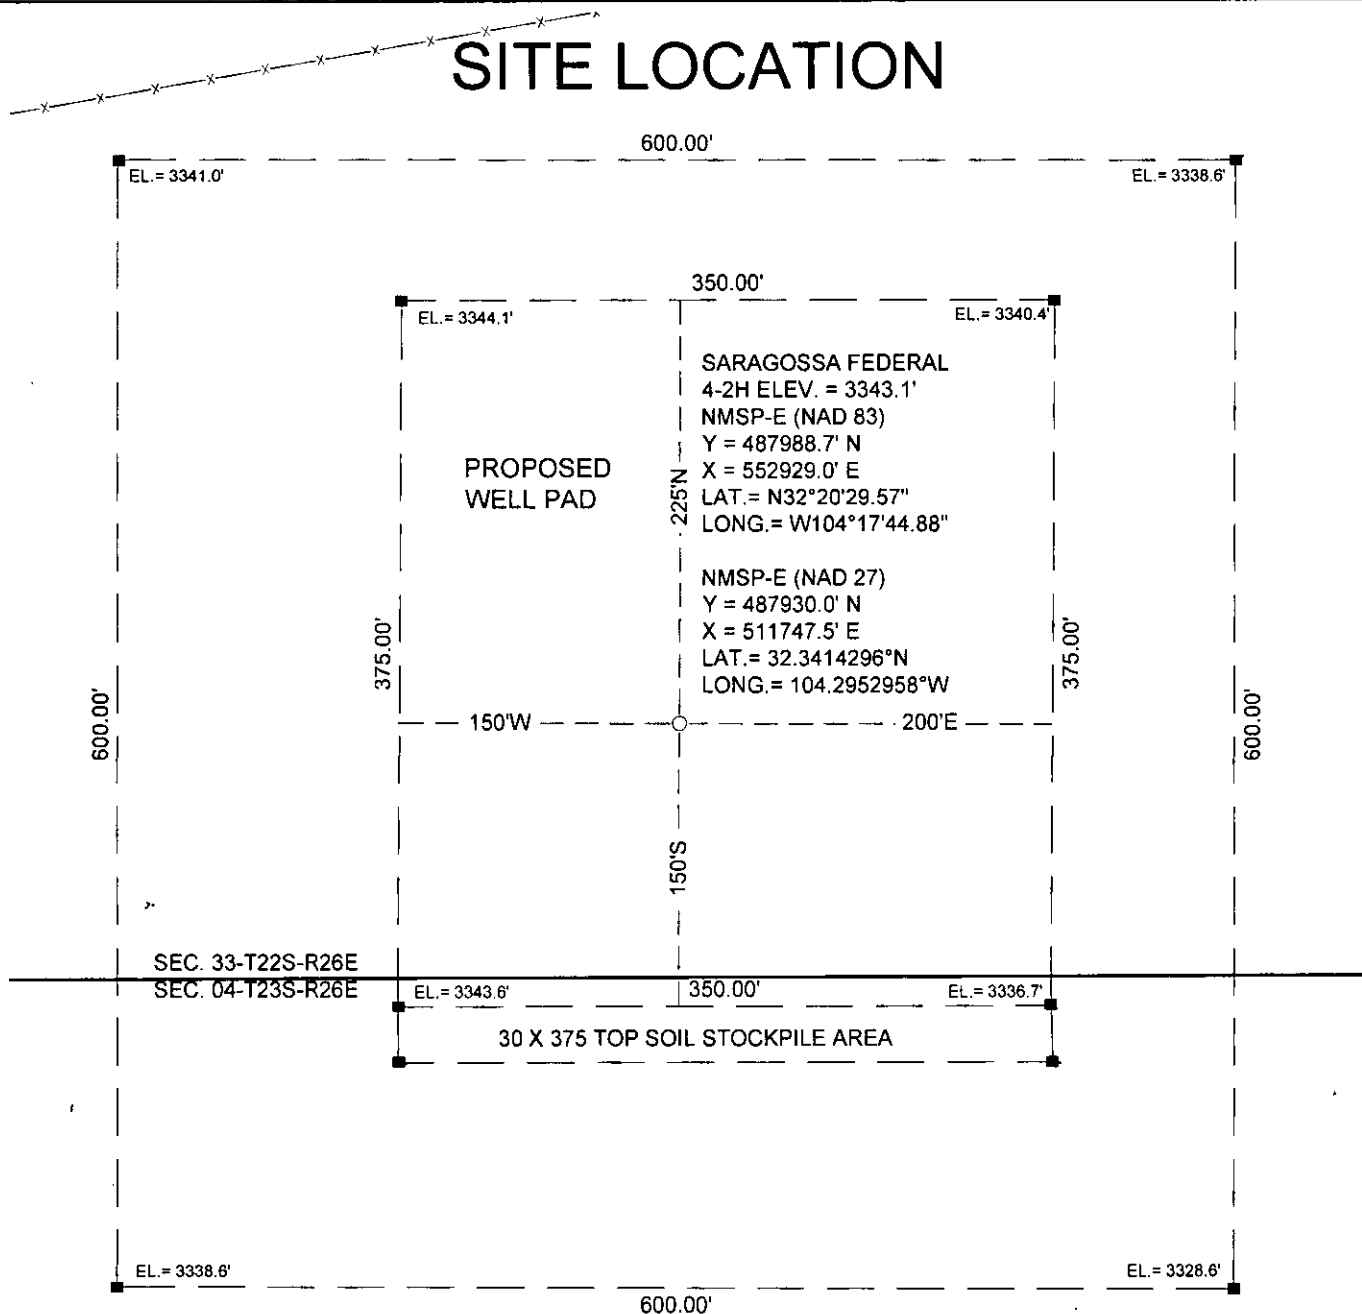 SITE LOCATION
600.00'
EL.= 3341.0'
EL.= 3338.6'
350.00'
EL.= 3344.1'
EL.= 3340.4'
SARAGOSSA FEDERAL
4-2H ELEV. = 3343.1'
NMSP-E (NAD 83)
Y = 487988.7' N
X = 552929.0' E
LAT.= N32°20'29.57"
LONG.= W104°17'44.88"
PROPOSED
WELL PAD
225'N
NMSP-E (NAD 27)
Y = 487930.0' N
X = 511747.5' E
LAT.= 32.3414296°N
LONG.= 104.2952958°W
375.00'
375.00'
600.00'
600.00'
150'W
200'E
150'S
SEC. 33-T22S-R26E
SEC. 04-T23S-R26E
EL.= 3343.6'
350.00'
EL.= 3336.7'
30 X 375 TOP SOIL STOCKPILE AREA
EL.= 3338.6'
EL.= 3328.6'
600.00'